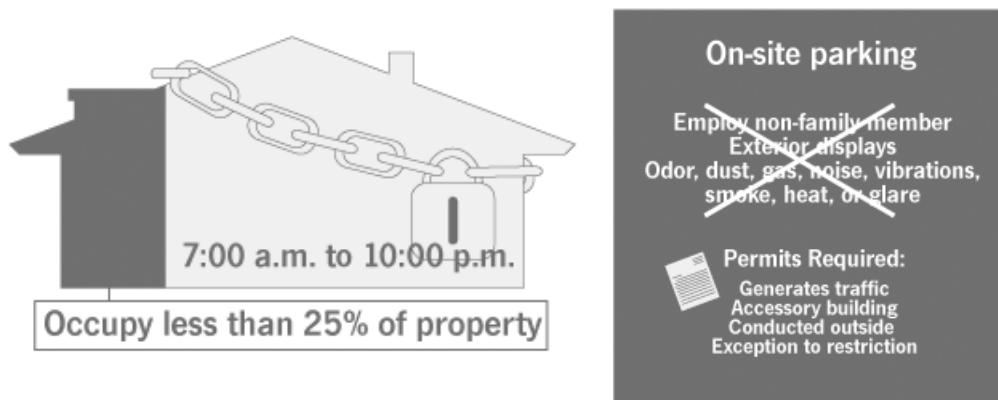 7:00 a.m. to 10:00 p.m.
Occupy less than 25% of property
On-site parking
Employ non-family member
Exterior displays
Odor, dust, gas, noise, vibrations,
smoke, heat, or glare
Permits Required:
Generates traffic
Accessory building
Conducted outside
Exception to restriction